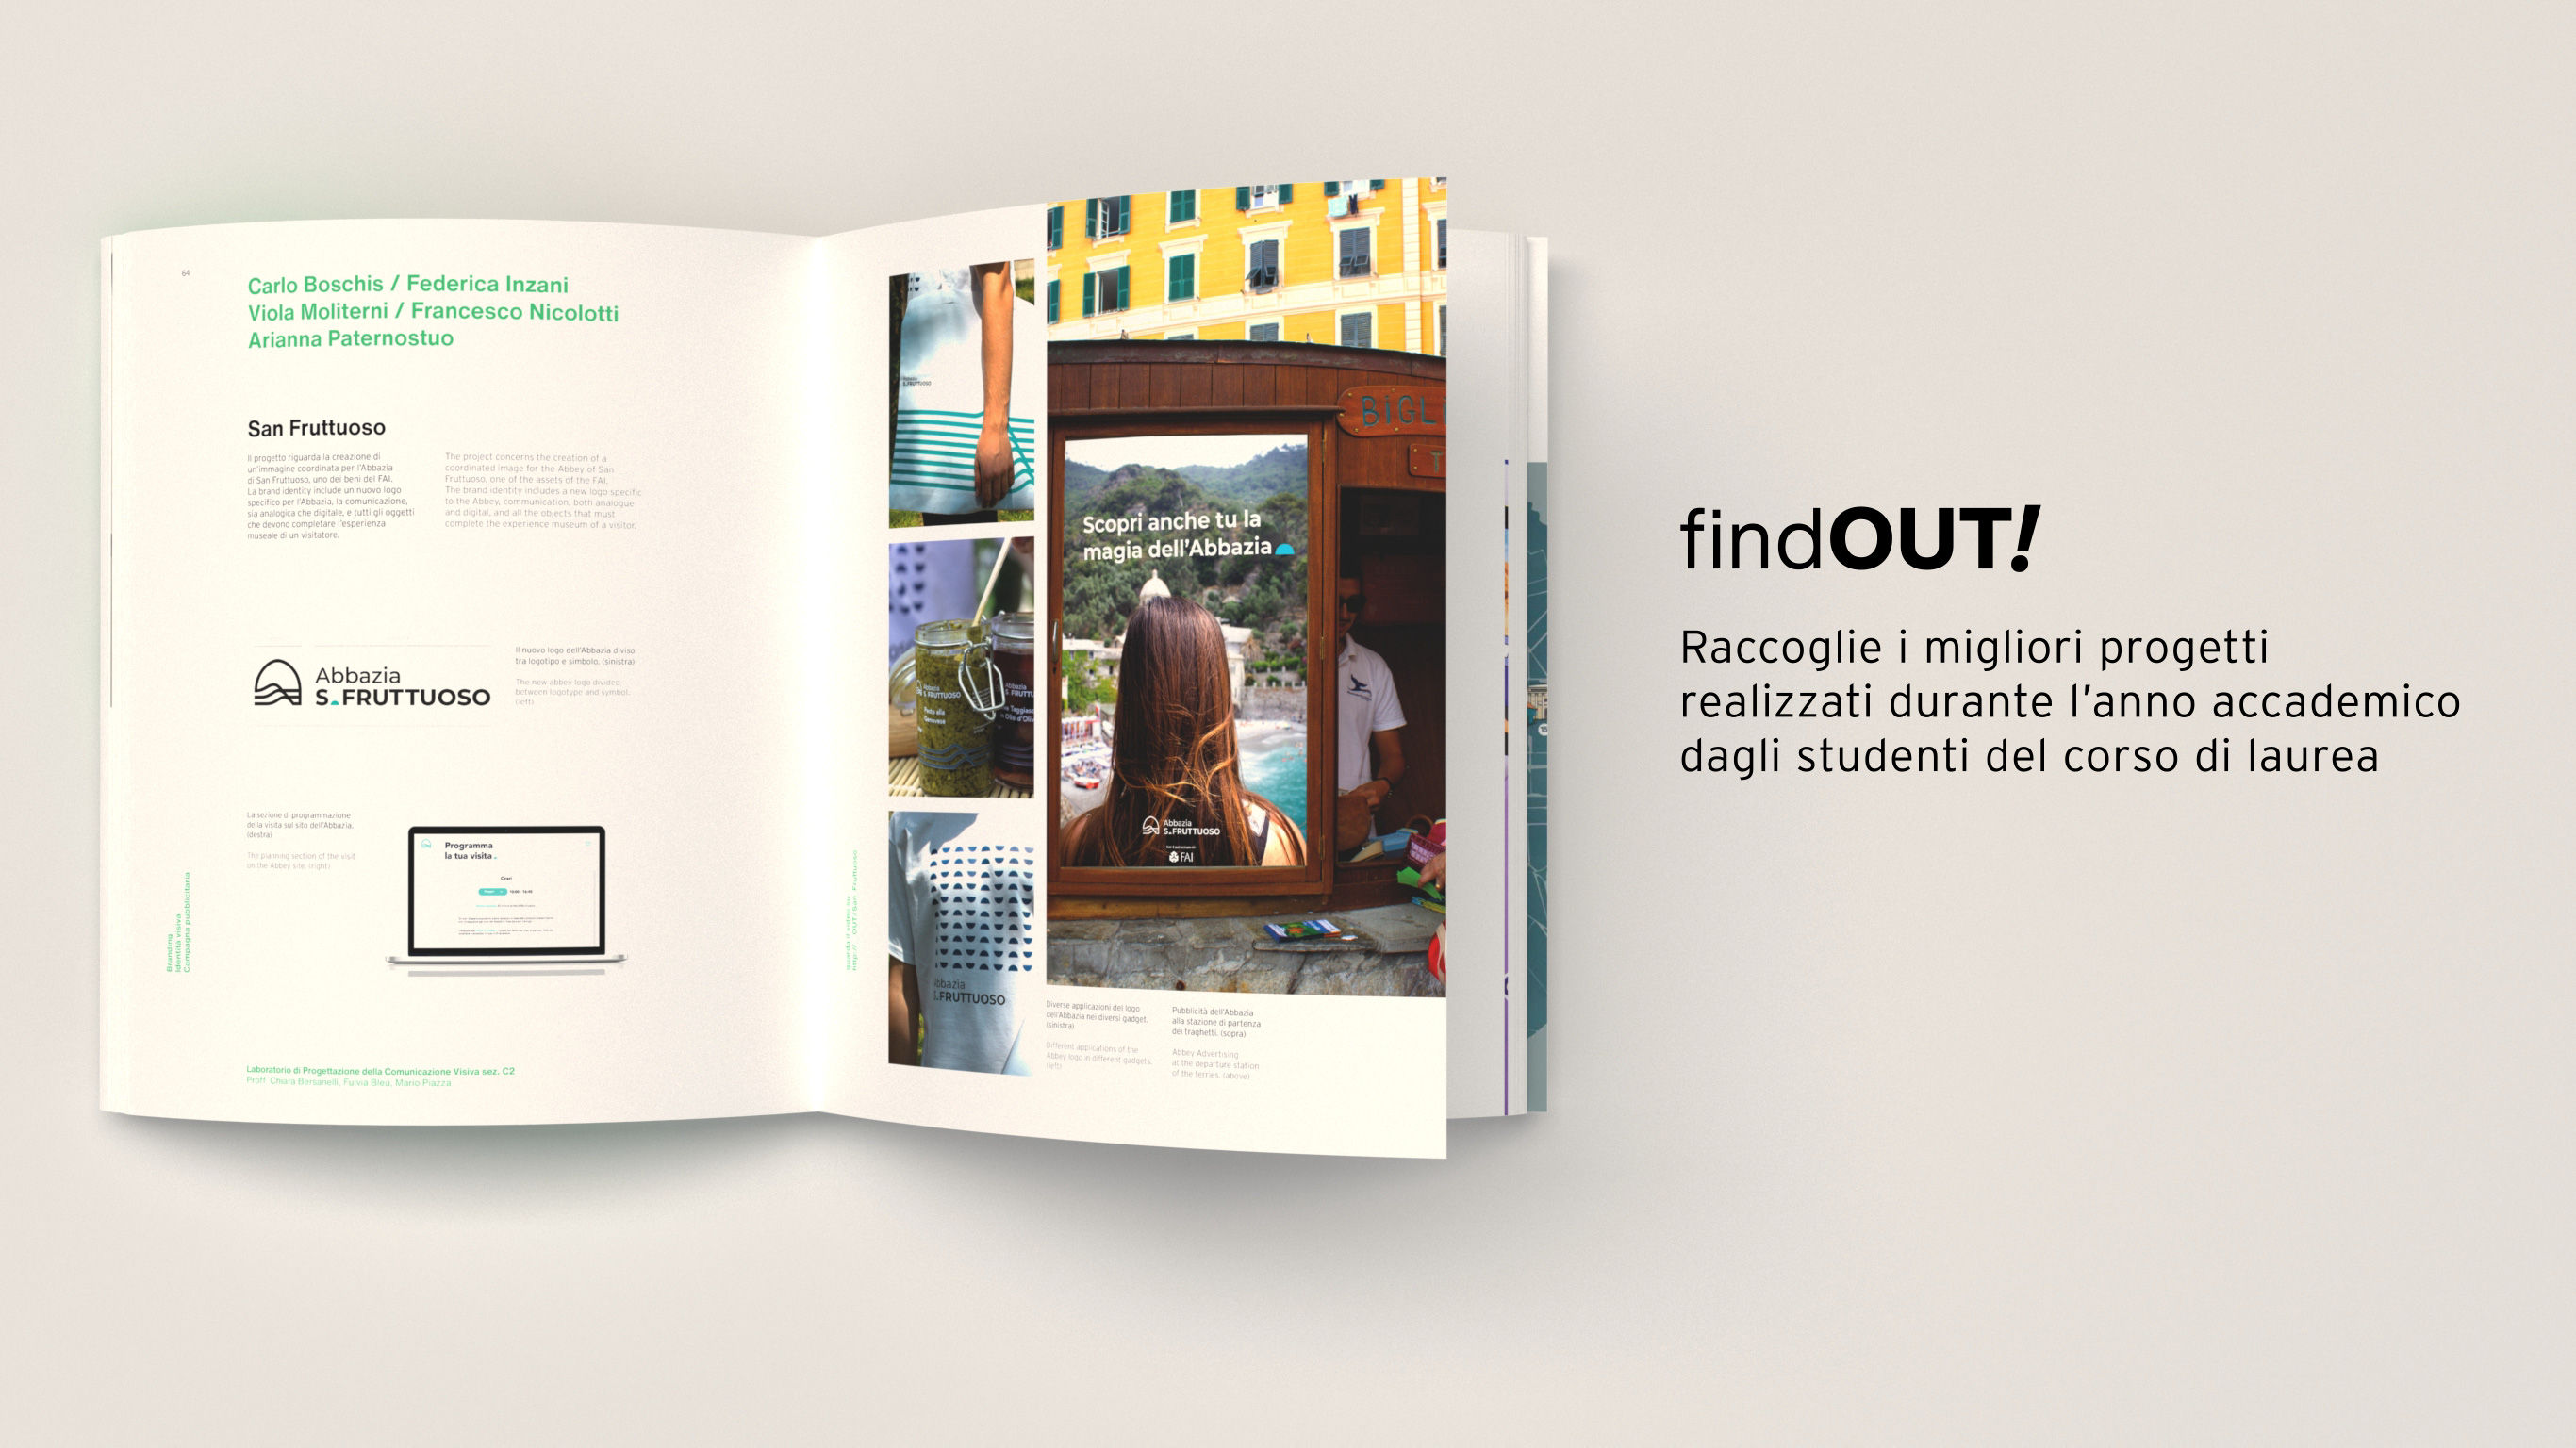 64
Carlo Boschis / Federica Inzani
Viola Moliterni / Francesco Nicolotti
Arianna Paternostuo
San Fruttuoso
Il progetto riguarda la creazione di
un'immagine coordinata per l'Abbazia
di San Fruttuoso, uno dei beni del FAI.
La brand identity include un nuovo logo
specifico per l'Abbazia, la comunicazione,
sia analogica che digitale, e tutti gli oggetti
che devono completare l'esperienza
museale di un visitatore.
The project concerns the creation of a
coordinated image for the Abbey of San
Fruttuoso, one of the assets of the FAI.
The brand identity includes a new logo specific
to the Abbey, communication, both analogue
and digital, and all the objects that must
complete the experience museum of a visitor.
Abbazia
S.FRUTTUOSO
Il nuovo logo dell'Abbazia diviso
tra logotipo e simbolo. (sinistra)
The new abbey logo divided
between logotype and symbol.
(left)
La sezione di programmazione
della visita sul sito dell'Abbazia.
(destra)
The planning section of the visit
on the Abbey site. (right)
Programma
la tua visita .
Orari
Branding
Identità visiva
Campagna pubblicitaria
Laboratorio di Progettazione della Comunicazione Visiva sez. C2
Proff. Chiara Bersanelli, Fulvia Bleu, Mario Piazza
Abbazia
S.FRUTTUOSO
Abbazia
S.FRUTTUOSO
Pesto alla
Genovese
bbazia
S.FRUTTUOSO
BIGL
T
Scopri anche tu la
magia dell'Abbazia
Abbazia
S.FRUTTUOSO
FAI
Diverse applicazioni del logo
dell'Abbazia nei diversi gadget.
(sinistra)
Different applications of the
Abbey logo in different gadgets.
(left)
Pubblicità dell'Abbazia
alla stazione di partenza
dei traghetti. (sopra)
Abbey Advertising
at the departure station
of the ferries. (above)
findOUT!
Raccoglie i migliori progetti
realizzati durante l'anno accademico
dagli studenti del corso di laurea